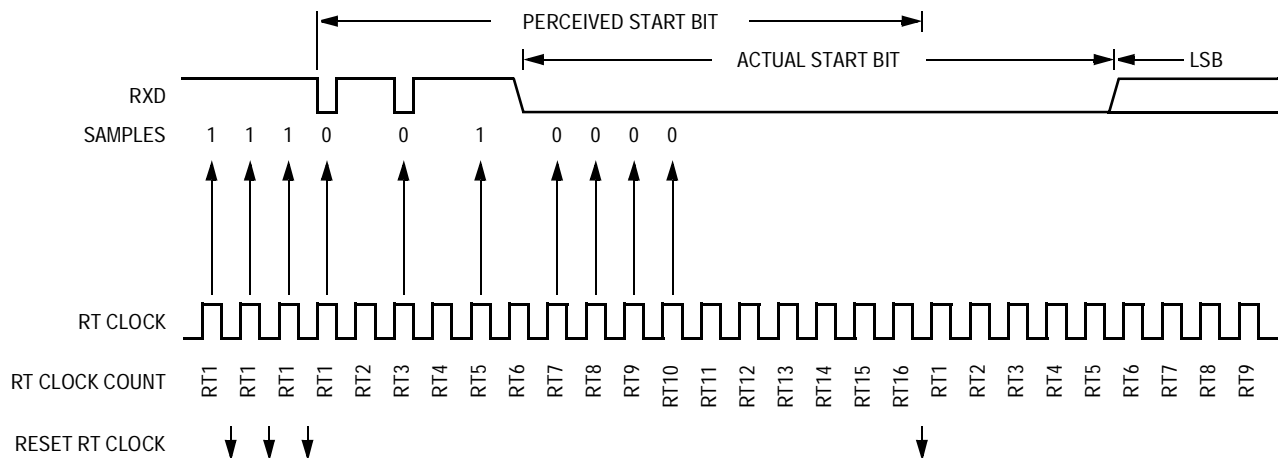 PERCEIVED START BIT
ACTUAL START BIT
LSB
RXD
SAMPLES 1 1 1 0 0 1 0 0 0 0
RT CLOCK
RT CLOCK COUNT RT1 RT1 RT1 RT1 RT2 RT3 RT4 RT5 RT6 RT7 RT8 RT9 RT10 RT11 RT12 RT13 RT14 RT15 RT16 RT1 RT2 RT3 RT4 RT5 RT6 RT7 RT8 RT9
RESET RT CLOCK